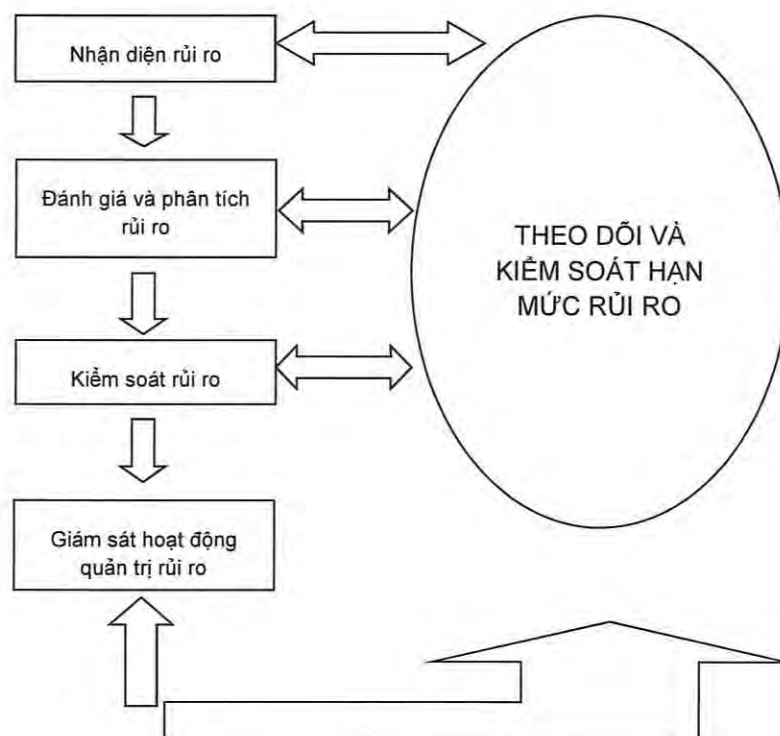 Nhận diện rủi ro
Đánh giá và phân tích
rủi ro
Kiểm soát rủi ro
Giám sát hoạt động
quản trị rủi ro
THEO DÕI VÀ
KIỂM SOÁT HẠN
MỨC RỦI RO